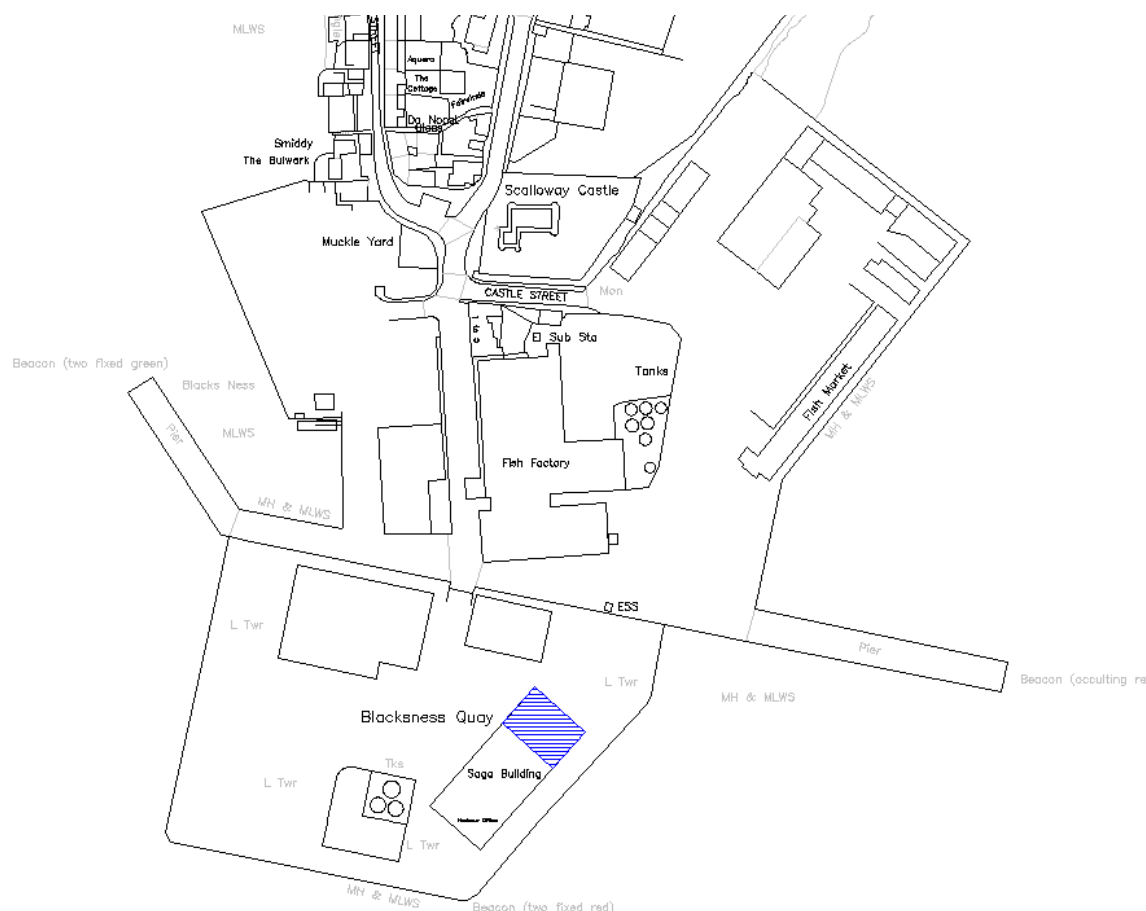 MLWS
STREET
Aquero
The
Cottage
Fairwinds
Da Noost
Smiddy
The Bulwark
Scalloway Castle
Muckle Yard
CASTLE STREET
Mon
El Sub Sta
Beacon (two fixed green)
Blacks Ness
Tanks
Fish Market
MH & MLWS
Pier
MLWS
Fish Factory
MH & MLWS
ESS
L Twr
Pier
L Twr
Beacon (occulting re
MH & MLWS
Blacksness Quay
Tks
Saga Building
L Twr
Harbour Office
L Twr
MH & MLWS
Beacon (two fixed red)